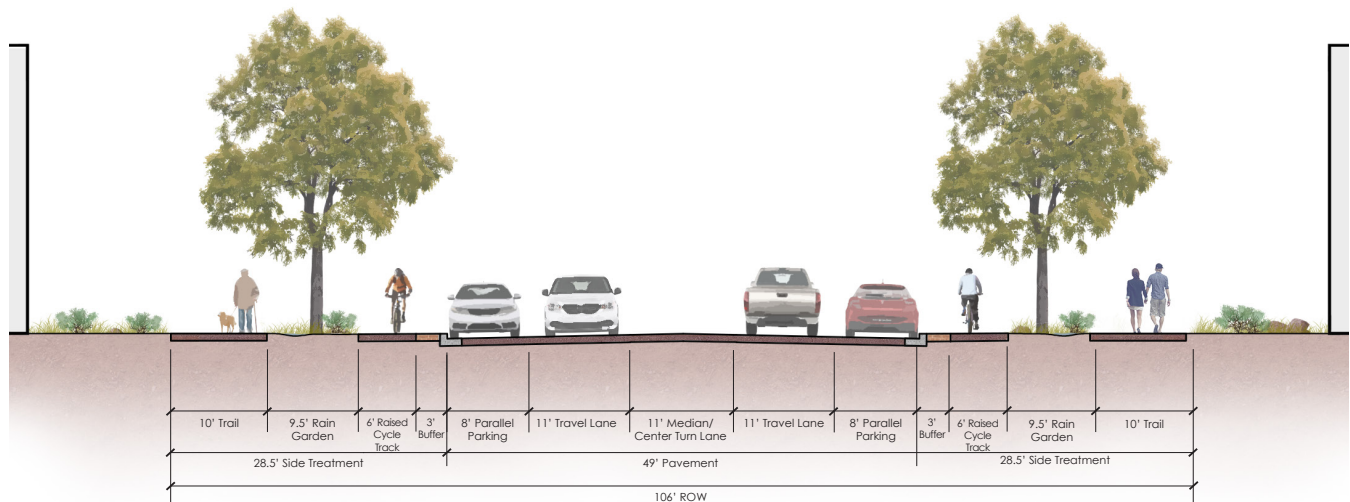 10' Trail
9.5' Rain
Garden
6' Raised
Cycle
Track
3'
Buffer
8' Parallel
Parking
11' Travel Lane
11' Median/
Center Turn Lane
11' Travel Lane
8' Parallel
Parking
3'
Buffer
6' Raised
Cycle
Track
9.5' Rain
Garden
10' Trail
28.5' Side Treatment
49' Pavement
28.5' Side Treatment
106' ROW